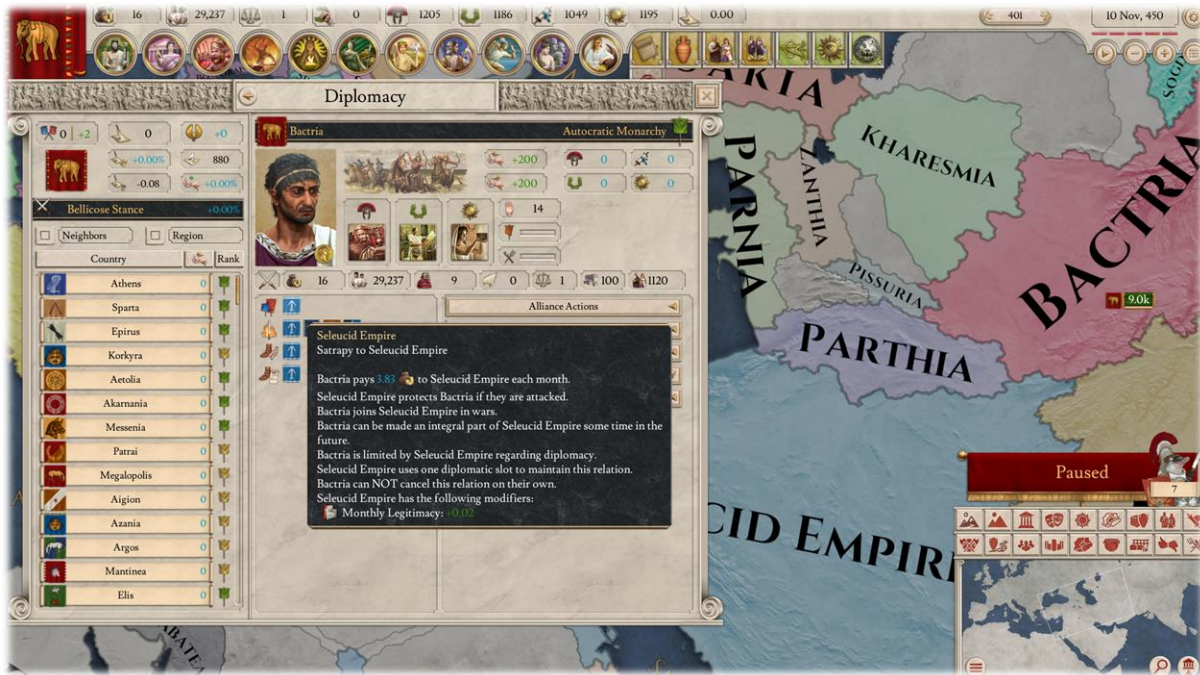 16 29,237 1 0 1205 1186 1049 1195 0.00
401
10 Nov, 450
Diplomacy
0 | +2 0 +0
+0.00% 880
-0.08 +0.00%
Bellicose Stance +0.00%
Neighbors Region
Country Rank
Athens 0
Sparta 0
Epirus 0
Korkyra 0
Aetolia 0
Akarnania 0
Messenia 0
Patrai 0
Megalopolis 0
Aigion 0
Azania 0
Argos 0
Mantinea 0
Elis 0
Bactria Autocratic Monarchy
+200 0 0
+200 0 0
14
16 29,237 9 0 1 100 1120
Alliance Actions
Seleucid Empire
Satrapy to Seleucid Empire
Bactria pays 3.83 to Seleucid Empire each month.
Seleucid Empire protects Bactria if they are attacked.
Bactria joins Seleucid Empire in wars.
Bactria can be made an integral part of Seleucid Empire some time in the
future.
Bactria is limited by Seleucid Empire regarding diplomacy.
Seleucid Empire uses one diplomatic slot to maintain this relation.
Bactria can NOT cancel this relation on their own.
Seleucid Empire has the following modifiers:
Monthly Legitimacy: +0.02
SOGD
KHARESMIA
PARNIA
ZANTHIA
PISSURIA
BACTRIA
9.0k
PARTHIA
CID EMPIR
BATEA
Paused
7